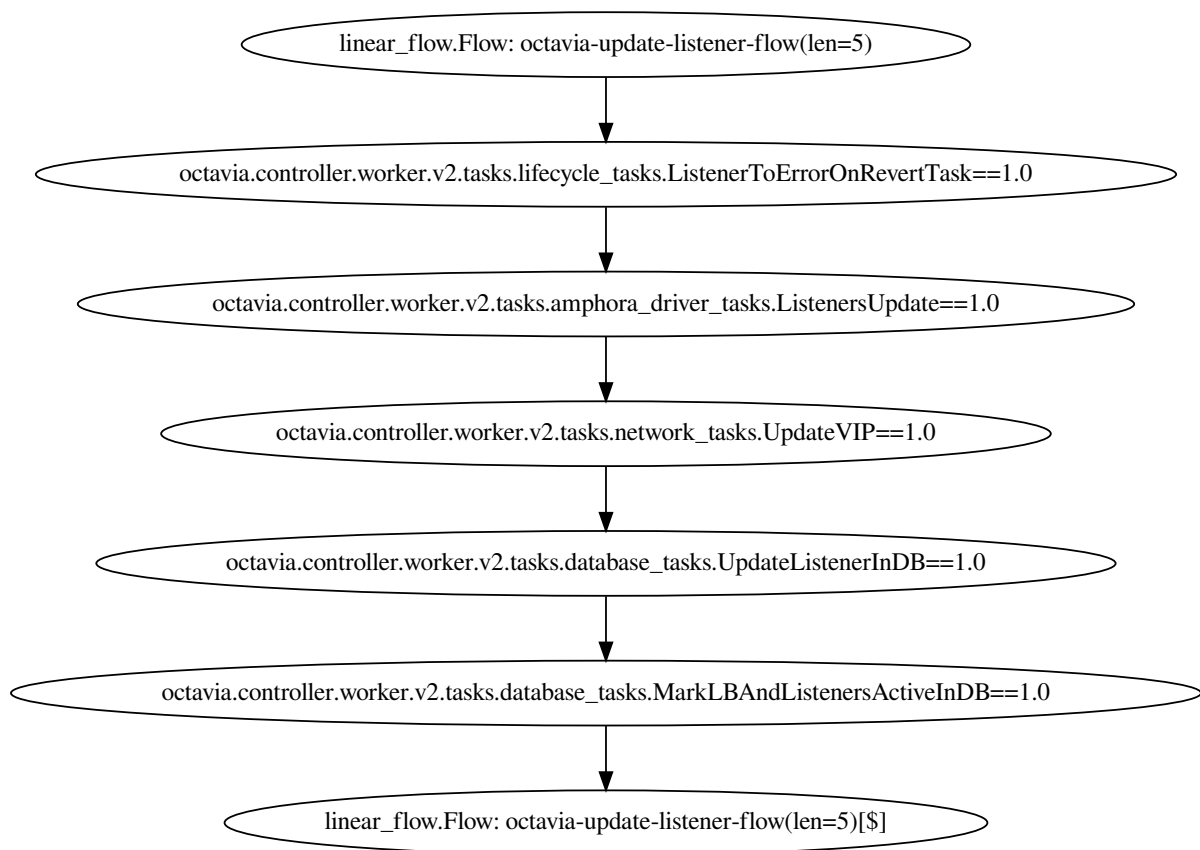 linear_flow.Flow: octavia-update-listener-flow(len=5)
octavia.controller.worker.v2.tasks.lifecycle_tasks.ListenerToErrorOnRevertTask==1.0
octavia.controller.worker.v2.tasks.amphora_driver_tasks.ListenersUpdate==1.0
octavia.controller.worker.v2.tasks.network_tasks.UpdateVIP==1.0
octavia.controller.worker.v2.tasks.database_tasks.UpdateListenerInDB==1.0
octavia.controller.worker.v2.tasks.database_tasks.MarkLBAndListenersActiveInDB==1.0
linear_flow.Flow: octavia-update-listener-flow(len=5)[$]